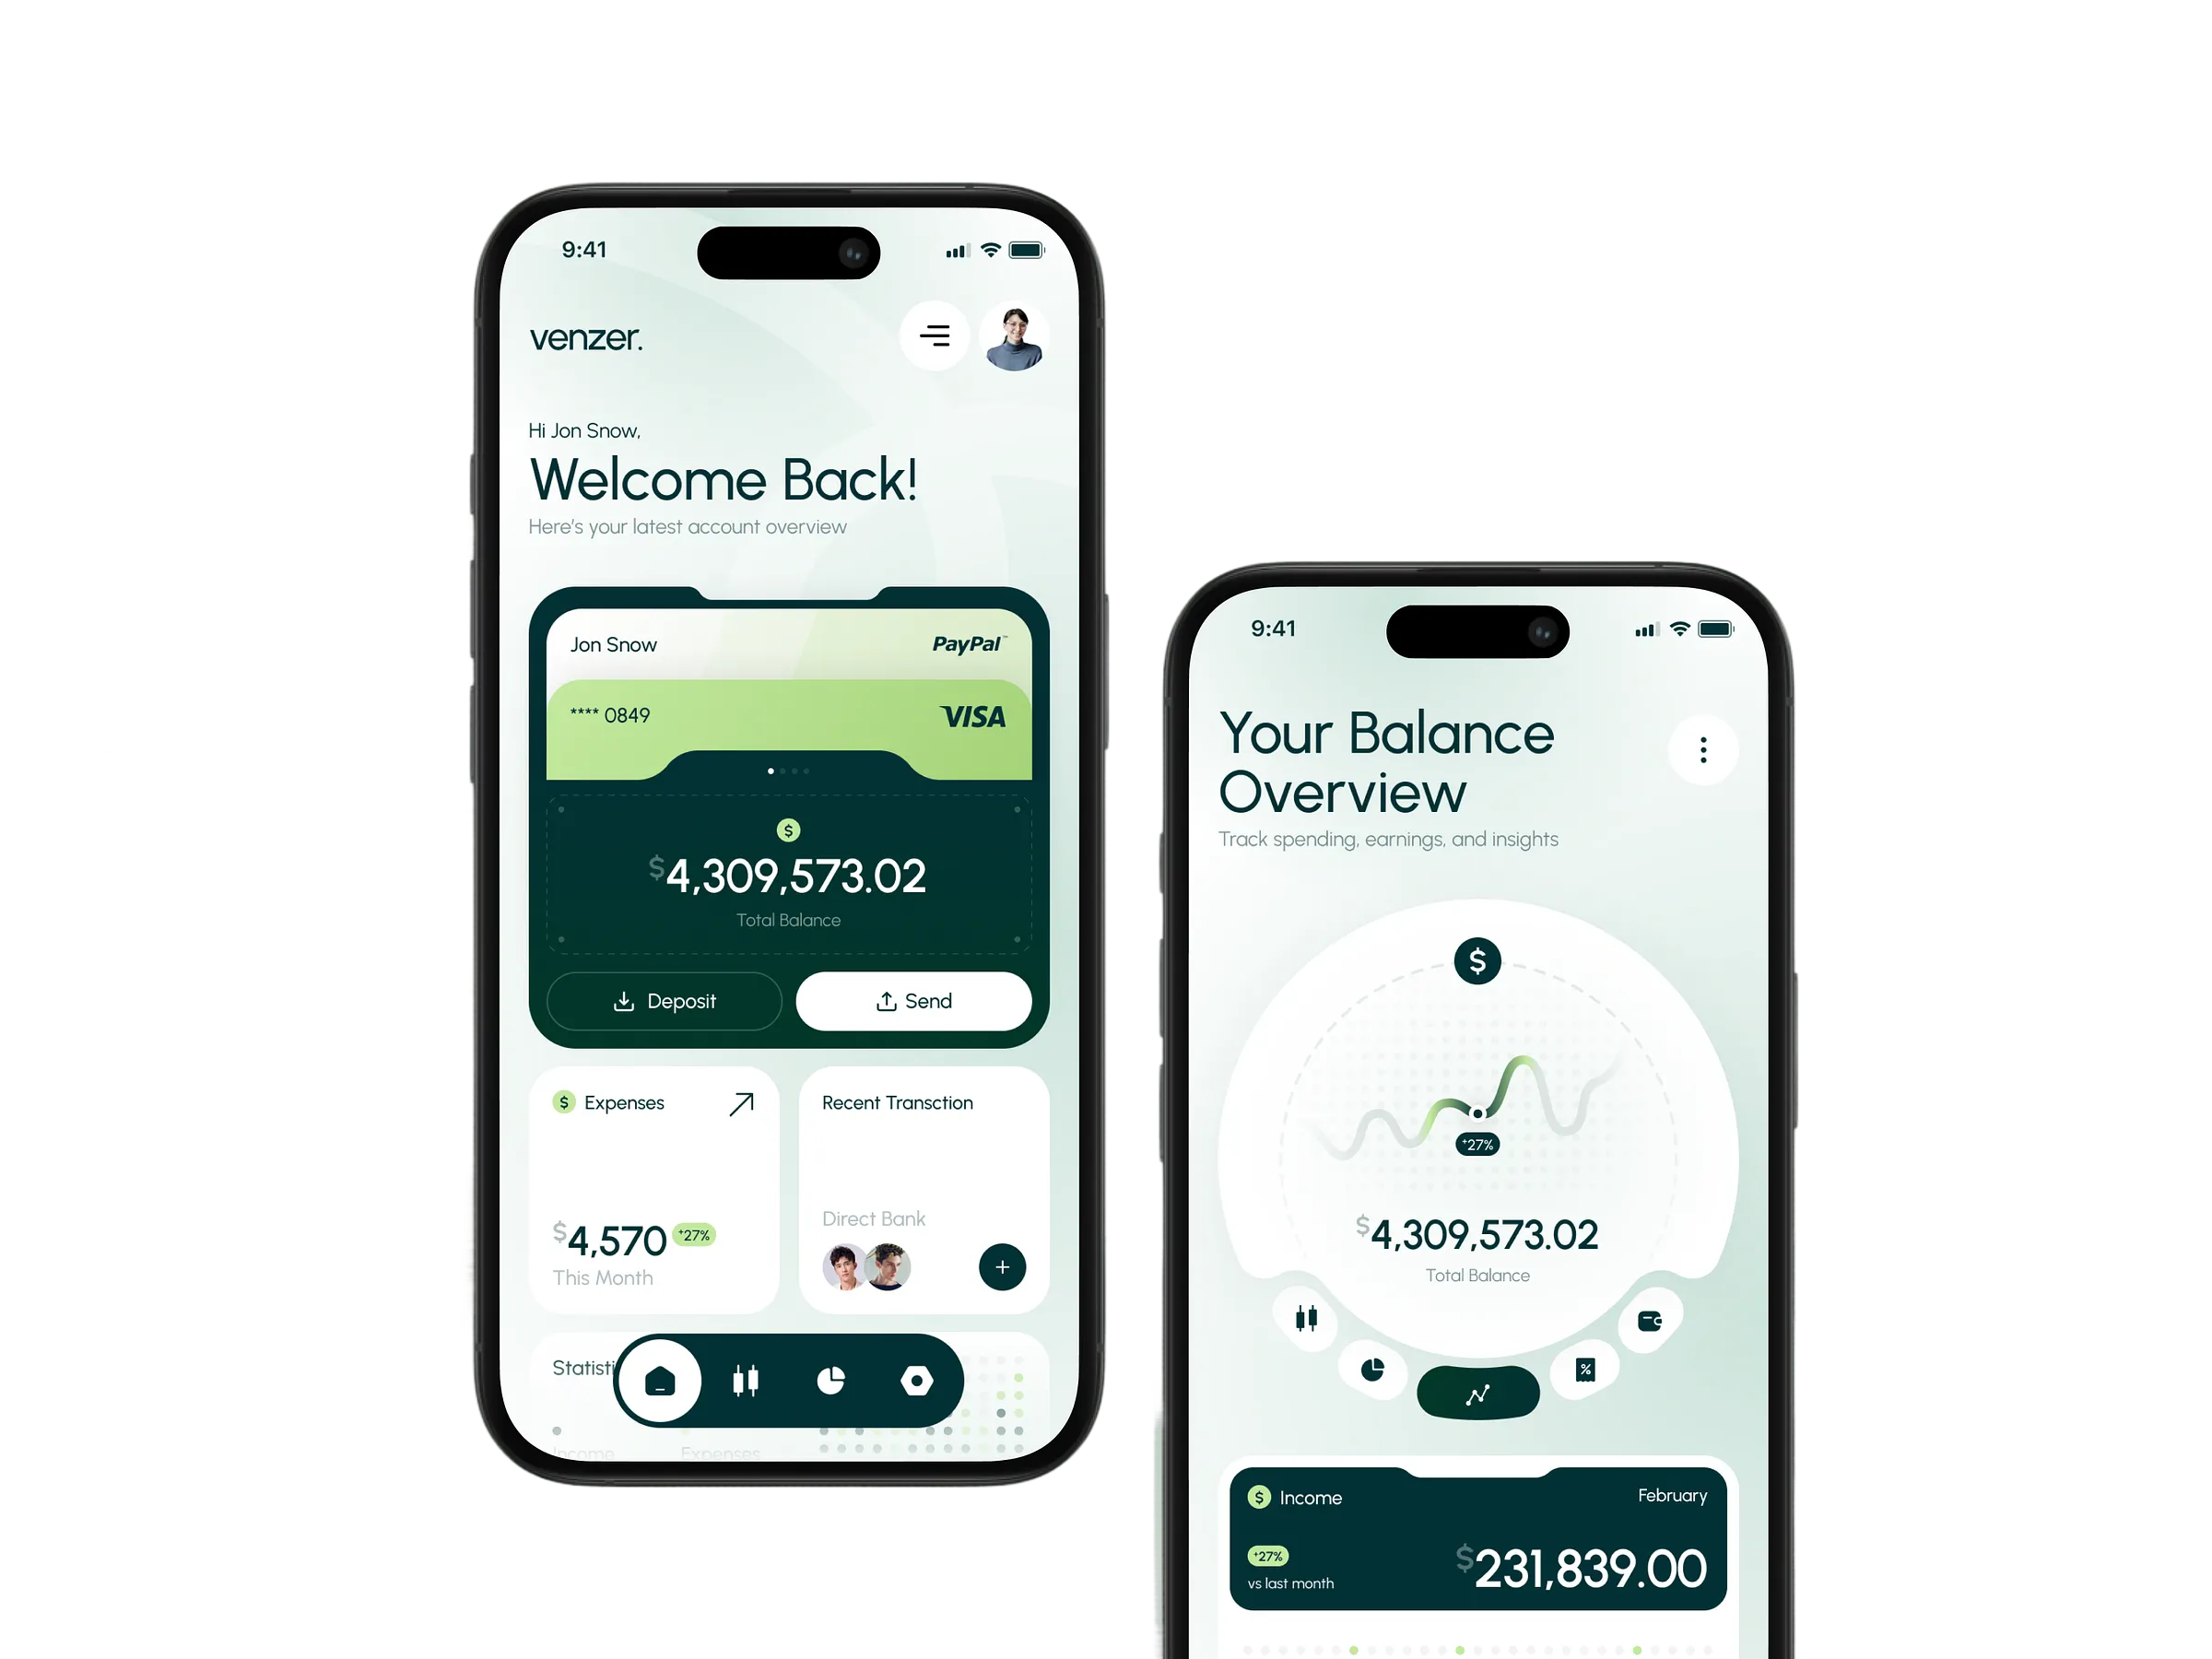 9:41
venzer.
Hi Jon Snow,
Welcome Back!
Here's your latest account overview
Jon Snow
PayPal™
**** 0849
VISA
$
$4,309,573.02
Total Balance
Deposit
Send
$ Expenses
$4,570 +27%
This Month
Recent Transction
Direct Bank
Statisti
Income
Expenses
9:41
Your Balance
Overview
Track spending, earnings, and insights
$
+27%
$4,309,573.02
Total Balance
%
$ Income
February
+27%
vs last month
$231,839.00